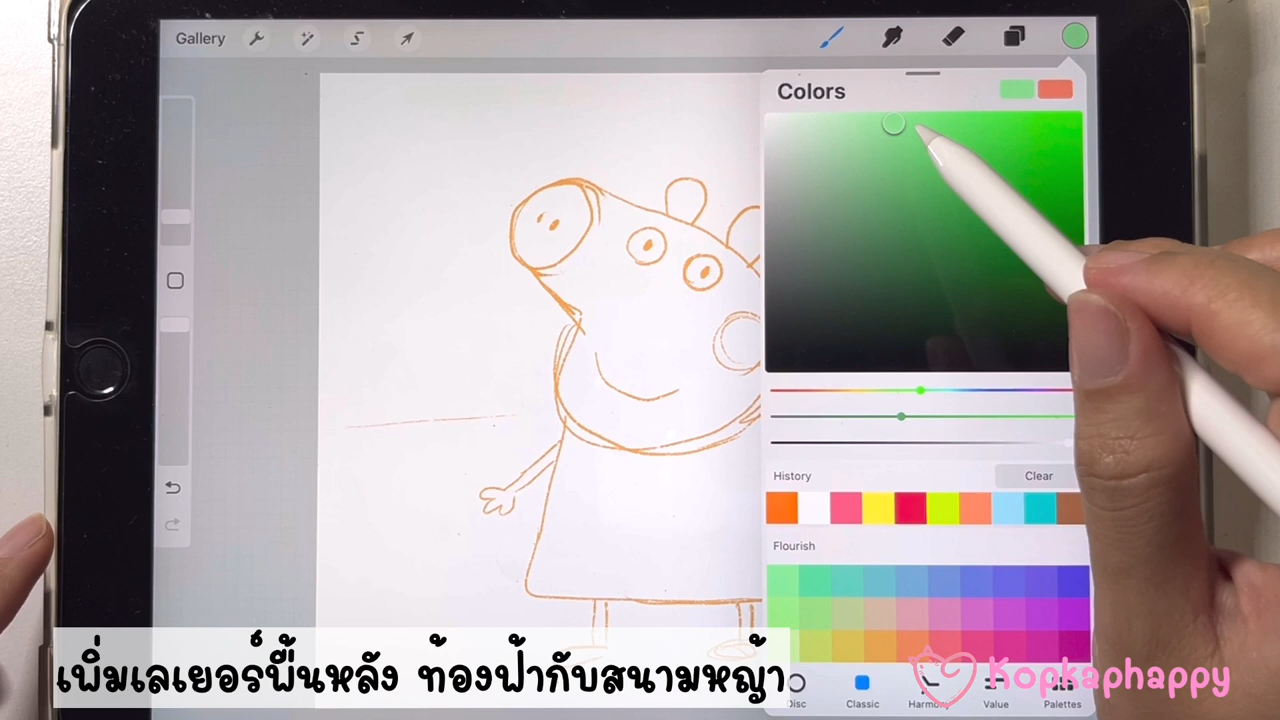 Gallery
Colors
History
Clear
Flourish
Disc
Classic
Harmony
Value
Palettes
เพิ่มเลเยอร์พื้นหลัง ท้องฟ้ากับสนามหญ้า
Kopkaphappy